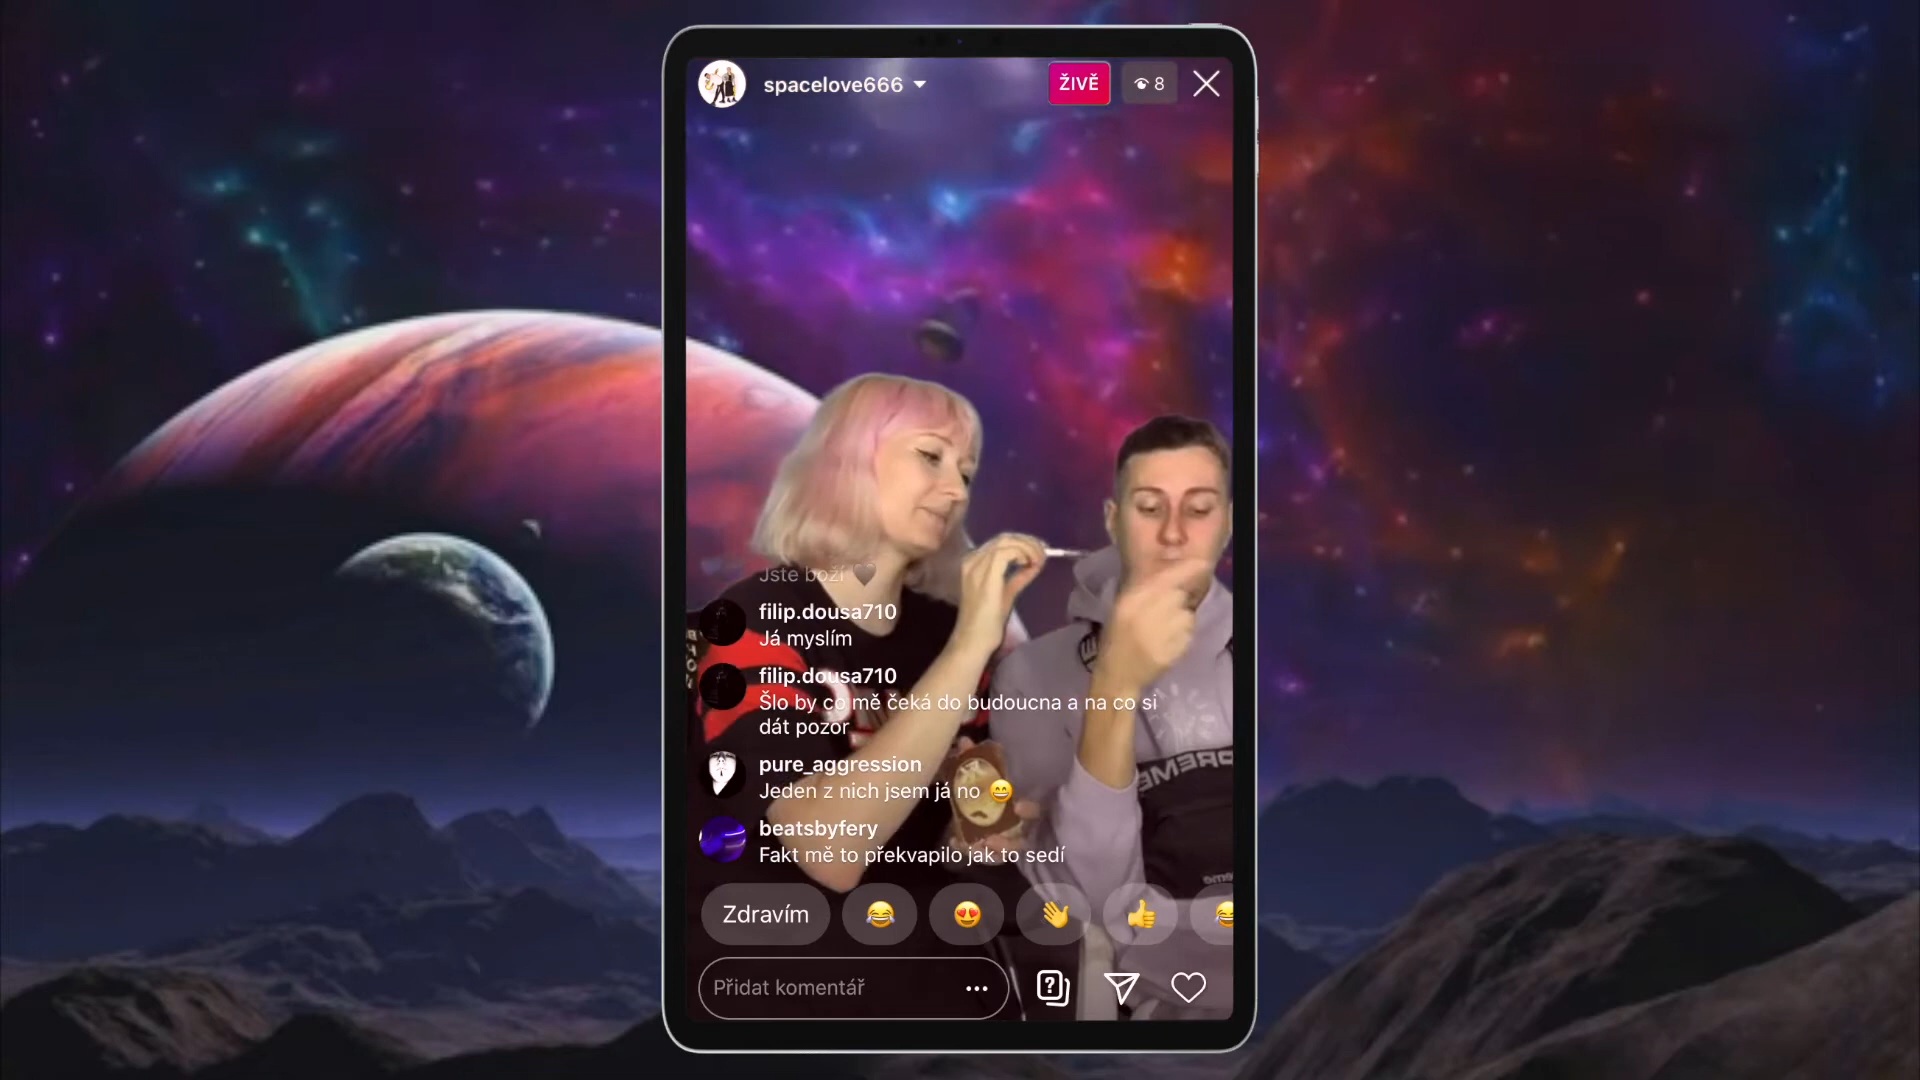 spacelove666
ŽIVĚ
8
Jste boží 🖤
filip.dousa710
Já myslím
filip.dousa710
Šlo by co mě čeká do budoucna a na co si
dát pozor
pure_aggression
Jeden z nich jsem já no 😄
beatsbyfery
Fakt mě to překvapilo jak to sedí
Zdravím 😂 😍 👋 👍 😂
Přidat komentář ...